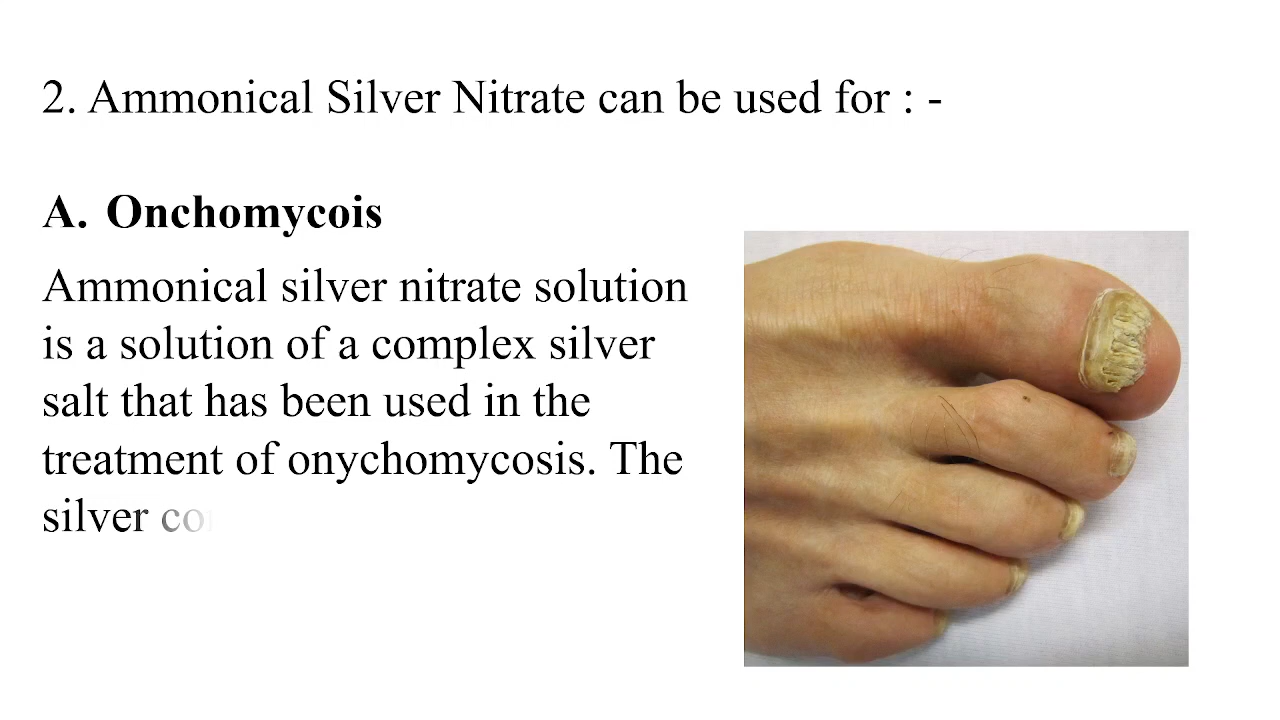 2. Ammonical Silver Nitrate can be used for : -
A. Onchomycois
Ammonical silver nitrate solution
is a solution of a complex silver
salt that has been used in the
treatment of onychomycosis. The
silver